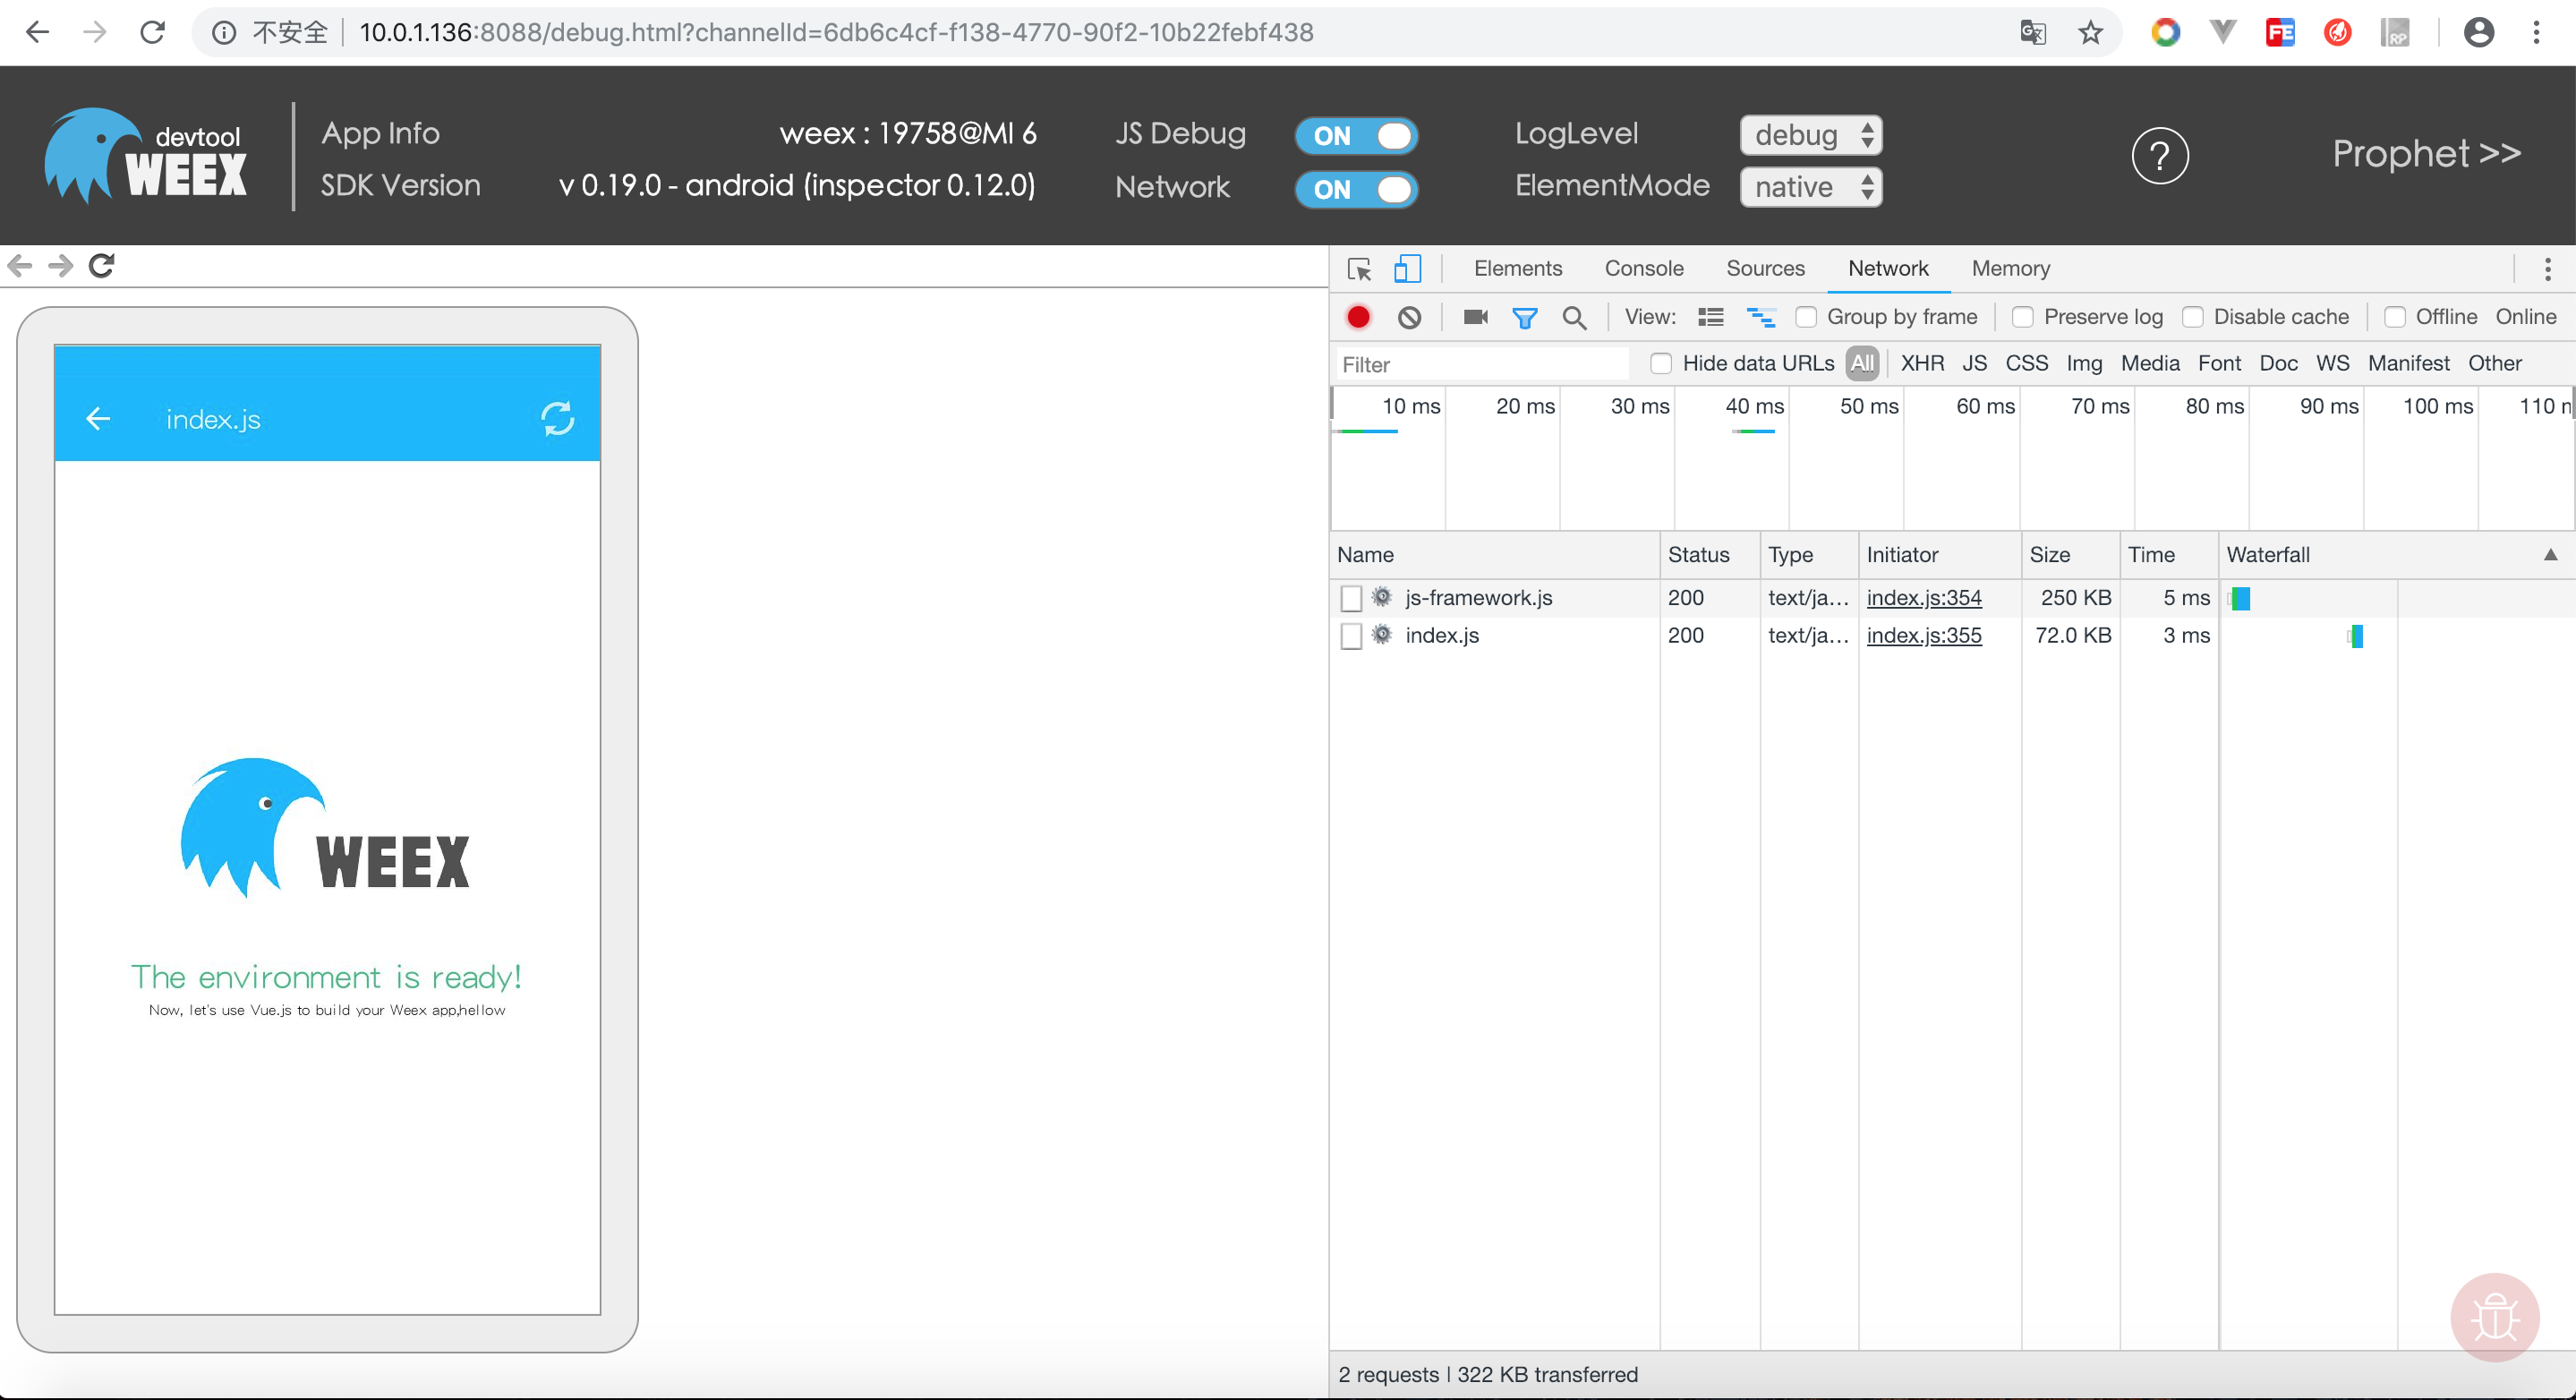 不安全 10.0.1.136:8088/debug.html?channelId=6db6c4cf-f138-4770-90f2-10b22febf438
FE
RP
devtool
WEEX
App Info weex : 19758@MI 6 JS Debug ON LogLevel debug
SDK Version v 0.19.0 - android (inspector 0.12.0) Network ON ElementMode native
? Prophet >>
index.js
WEEX
The environment is ready!
Now, let's use Vue.js to build your Weex app,hellow
Elements Console Sources Network Memory
View: Group by frame Preserve log Disable cache Offline Online
Filter Hide data URLs All XHR JS CSS Img Media Font Doc WS Manifest Other
10 ms 20 ms 30 ms 40 ms 50 ms 60 ms 70 ms 80 ms 90 ms 100 ms 110
Name Status Type Initiator Size Time Waterfall
js-framework.js 200 text/ja... index.js:354 250 KB 5 ms
index.js 200 text/ja... index.js:355 72.0 KB 3 ms
2 requests | 322 KB transferred